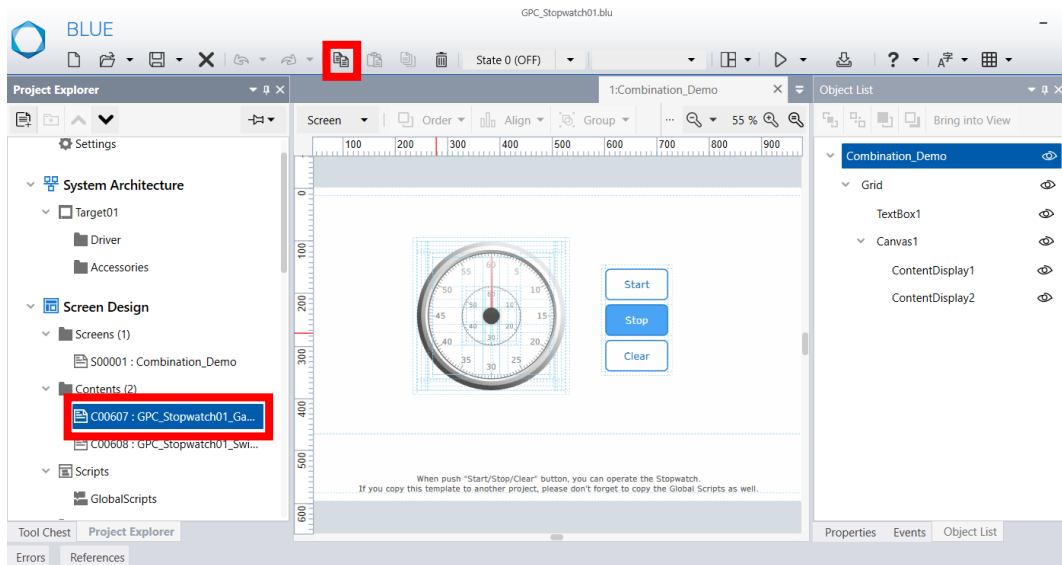 GPC_Stopwatch01.blu
BLUE
State 0 (OFF)
Project Explorer
1:Combination_Demo
Object List
Screen
Order
Align
Group
...
55 %
Bring into View
Settings
System Architecture
Target01
Driver
Accessories
Screen Design
Screens (1)
S00001 : Combination_Demo
Contents (2)
C00607 : GPC_Stopwatch01_Ga...
C00608 : GPC_Stopwatch01_Swi...
Scripts
GlobalScripts
100 200 300 400 500 600 700 800 900
0
100
200
300
400
500
600
60
5
10
15
20
25
30
35
40
45
50
55
Start
Stop
Clear
When push "Start/Stop/Clear" button, you can operate the Stopwatch.
If you copy this template to another project, please don't forget to copy the Global Scripts as well.
Combination_Demo
Grid
TextBox1
Canvas1
ContentDisplay1
ContentDisplay2
Tool Chest
Project Explorer
Properties
Events
Object List
Errors
References